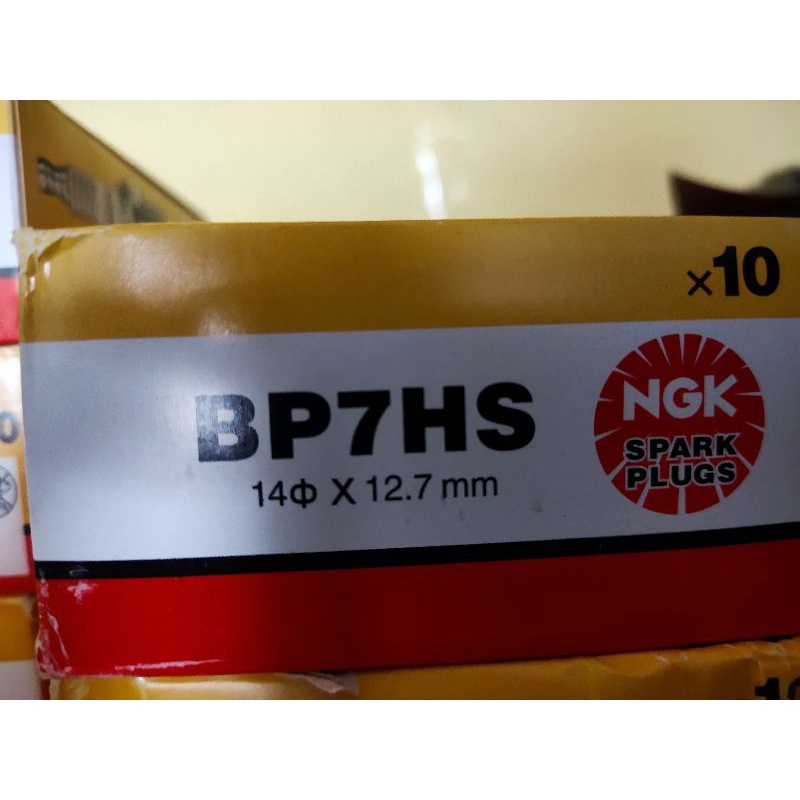 ×10
BP7HS
14Φ X 12.7 mm
NGK
SPARK
PLUGS